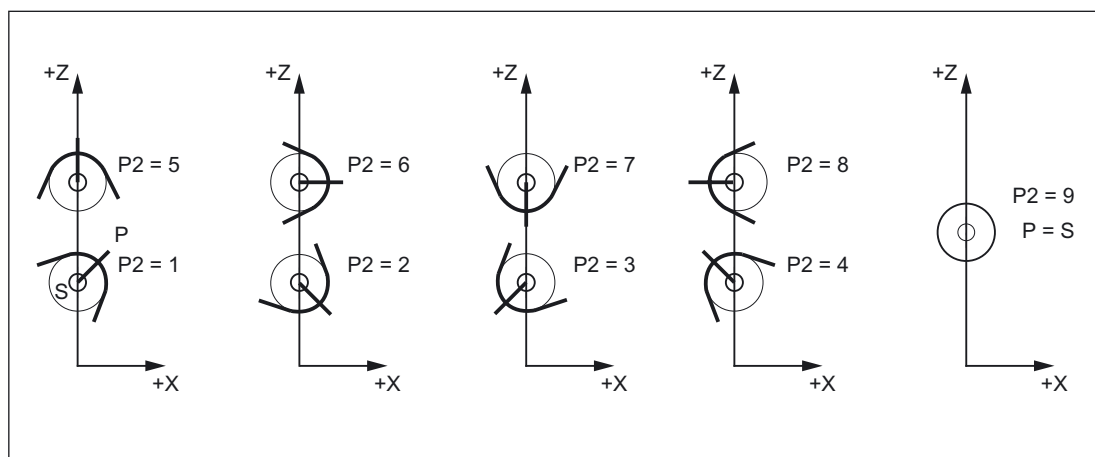 +Z +Z +Z +Z +Z
P2 = 5 P2 = 6 P2 = 7 P2 = 8
P2 = 9
P
P = S
P2 = 1 P2 = 2 P2 = 3 P2 = 4
S
+X +X +X +X +X